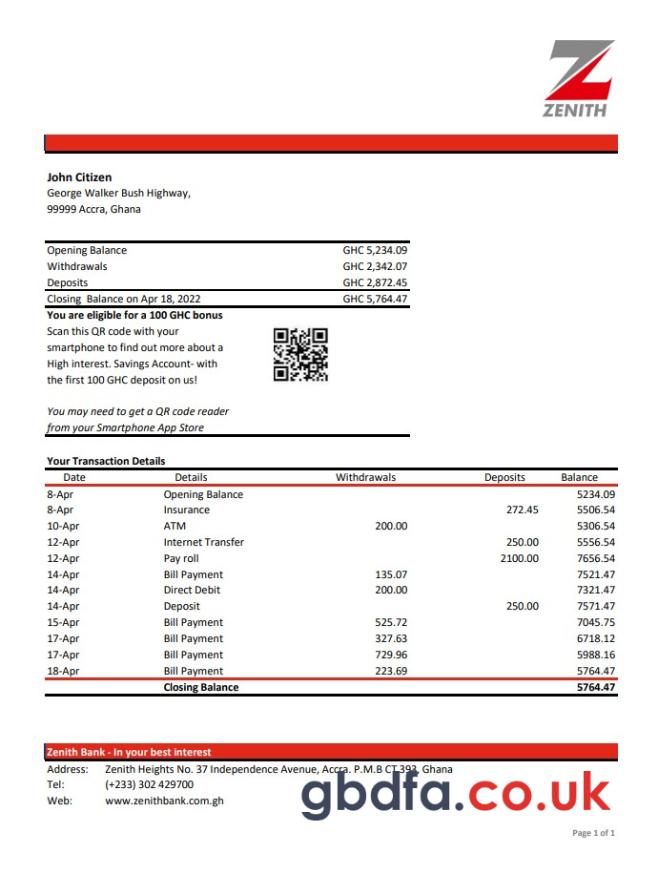 ZENITH
John Citizen
George Walker Bush Highway,
99999 Accra, Ghana
Opening Balance GHC 5,234.09
Withdrawals GHC 2,342.07
Deposits GHC 2,872.45
Closing Balance on Apr 18, 2022 GHC 5,764.47
You are eligible for a 100 GHC bonus
Scan this QR code with your
smartphone to find out more about a
High interest. Savings Account- with
the first 100 GHC deposit on us!
You may need to get a QR code reader
from your Smartphone App Store
Your Transaction Details
Date Details Withdrawals Deposits Balance
8-Apr Opening Balance 5234.09
8-Apr Insurance 272.45 5506.54
10-Apr ATM 200.00 5306.54
12-Apr Internet Transfer 250.00 5556.54
12-Apr Pay roll 2100.00 7656.54
14-Apr Bill Payment 135.07 7521.47
14-Apr Direct Debit 200.00 7321.47
14-Apr Deposit 250.00 7571.47
15-Apr Bill Payment 525.72 7045.75
17-Apr Bill Payment 327.63 6718.12
17-Apr Bill Payment 729.96 5988.16
18-Apr Bill Payment 223.69 5764.47
Closing Balance 5764.47
Zenith Bank - In your best interest
Address: Zenith Heights No. 37 Independence Avenue, Accra. P.M.B CT 393, Ghana
Tel: (+233) 302 429700
Web: www.zenithbank.com.gh
gbdfa.co.uk
Page 1 of 1